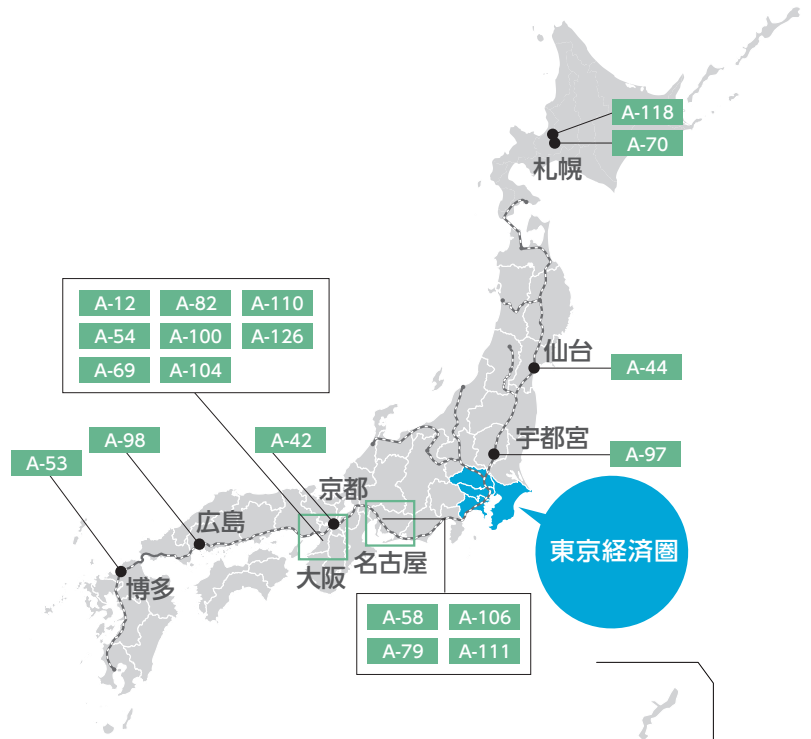 A-118
A-70
札幌
A-12 A-82 A-110
A-54 A-100 A-126
A-69 A-104
仙台
A-44
A-98
A-42
宇都宮
A-97
A-53
京都
広島
東京経済圏
大阪
名古屋
博多
A-58 A-106
A-79 A-111